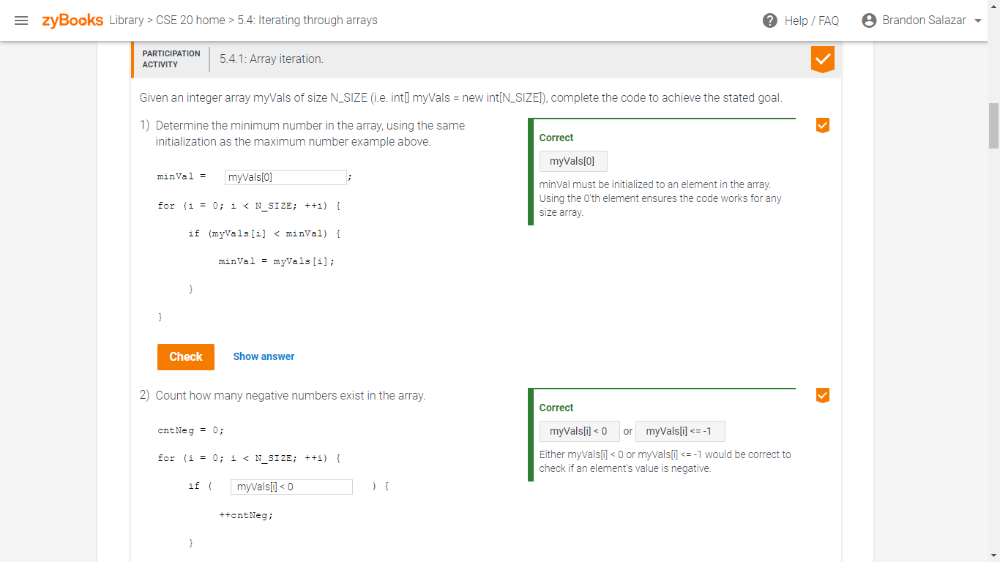 zyBooks Library > CSE 20 home > 5.4: Iterating through arrays
? Help / FAQ
Brandon Salazar
PARTICIPATION
ACTIVITY
5.4.1: Array iteration.
Given an integer array myVals of size N_SIZE (i.e. int[] myVals = new int[N_SIZE]), complete the code to achieve the stated goal.
1) Determine the minimum number in the array, using the same
initialization as the maximum number example above.
minVal = myVals[0] ;
for (i = 0; i < N_SIZE; ++i) {
if (myVals[i] < minVal) {
minVal = myVals[i];
}
}
Check Show answer
Correct
myVals[0]
minVal must be initialized to an element in the array.
Using the 0'th element ensures the code works for any
size array.
2) Count how many negative numbers exist in the array.
cntNeg = 0;
for (i = 0; i < N_SIZE; ++i) {
if ( myVals[i] < 0 ) {
++cntNeg;
}
Correct
myVals[i] < 0 or myVals[i] <= -1
Either myVals[i] < 0 or myVals[i] <= -1 would be correct to
check if an element's value is negative.